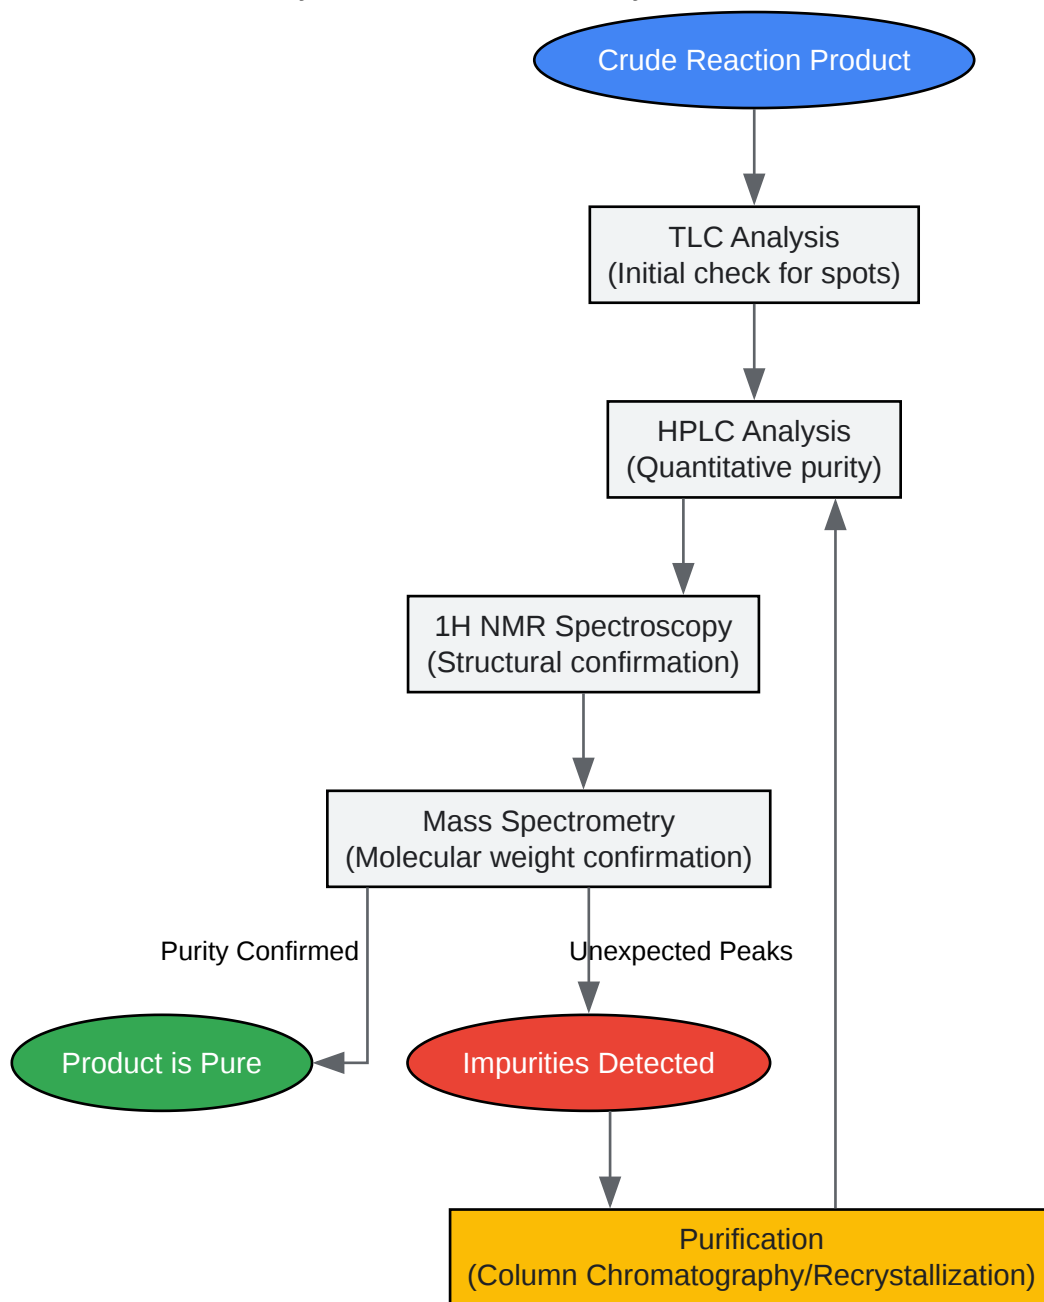 Crude Reaction Product
TLC Analysis
(Initial check for spots)
HPLC Analysis
(Quantitative purity)
1H NMR Spectroscopy
(Structural confirmation)
Mass Spectrometry
(Molecular weight confirmation)
Purity Confirmed
Unexpected Peaks
Product is Pure
Impurities Detected
Purification
(Column Chromatography/Recrystallization)